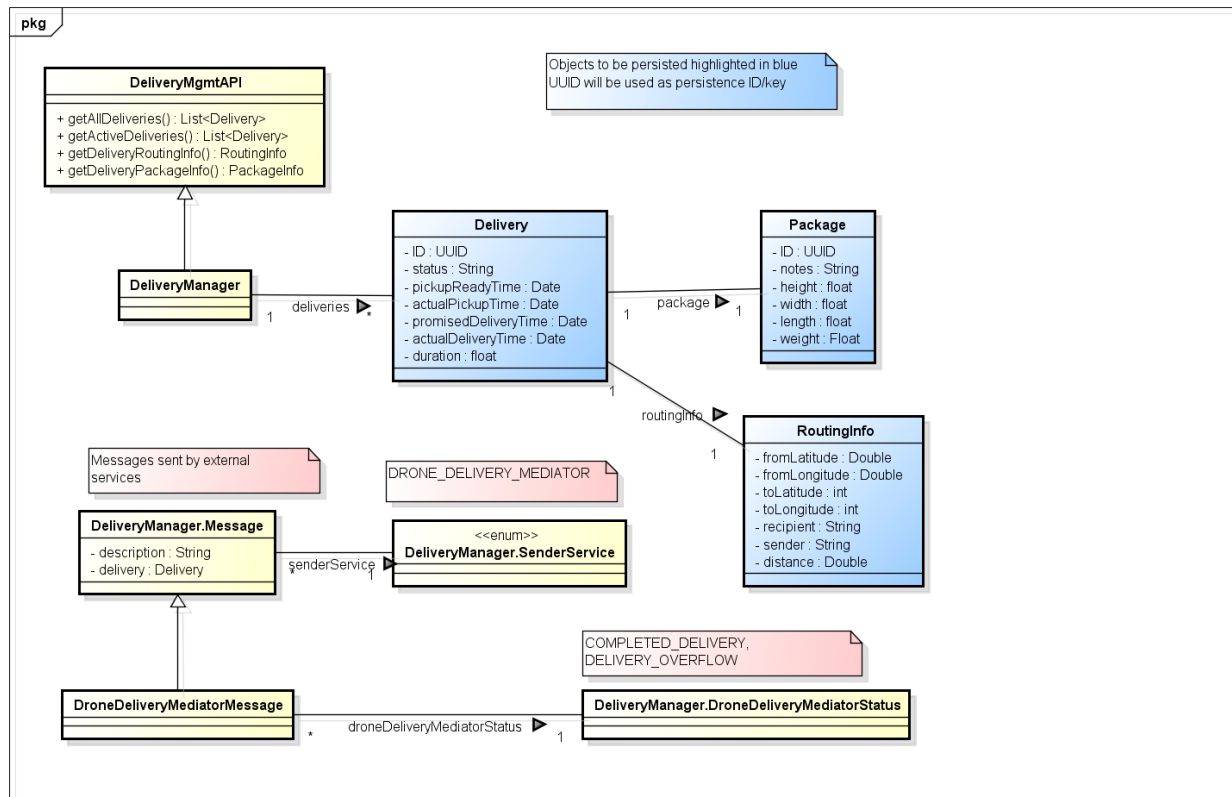 pkg
DeliveryMgmtAPI
+ getAllDeliveries() : List<Delivery>
+ getActiveDeliveries() : List<Delivery>
+ getDeliveryRoutingInfo() : RoutingInfo
+ getDeliveryPackageInfo() : PackageInfo
Objects to be persisted highlighted in blue
UUID will be used as persistence ID/key
DeliveryManager
1
deliveries
*
Delivery
- ID : UUID
- status : String
- pickupReadyTime : Date
- actualPickupTime : Date
- promisedDeliveryTime : Date
- actualDeliveryTime : Date
- duration : float
1
package
1
Package
- ID : UUID
- notes : String
- height : float
- width : float
- length : float
- weight : Float
1
routingInfo
1
RoutingInfo
- fromLatitude : Double
- fromLongitude : Double
- toLatitude : int
- toLongitude : int
- recipient : String
- sender : String
- distance : Double
Messages sent by external
services
DRONE_DELIVERY_MEDIATOR
DeliveryManager.Message
- description : String
- delivery : Delivery
*
senderService
1
<<enum>>
DeliveryManager.SenderService
COMPLETED_DELIVERY,
DELIVERY_OVERFLOW
DroneDeliveryMediatorMessage
*
droneDeliveryMediatorStatus
1
DeliveryManager.DroneDeliveryMediatorStatus